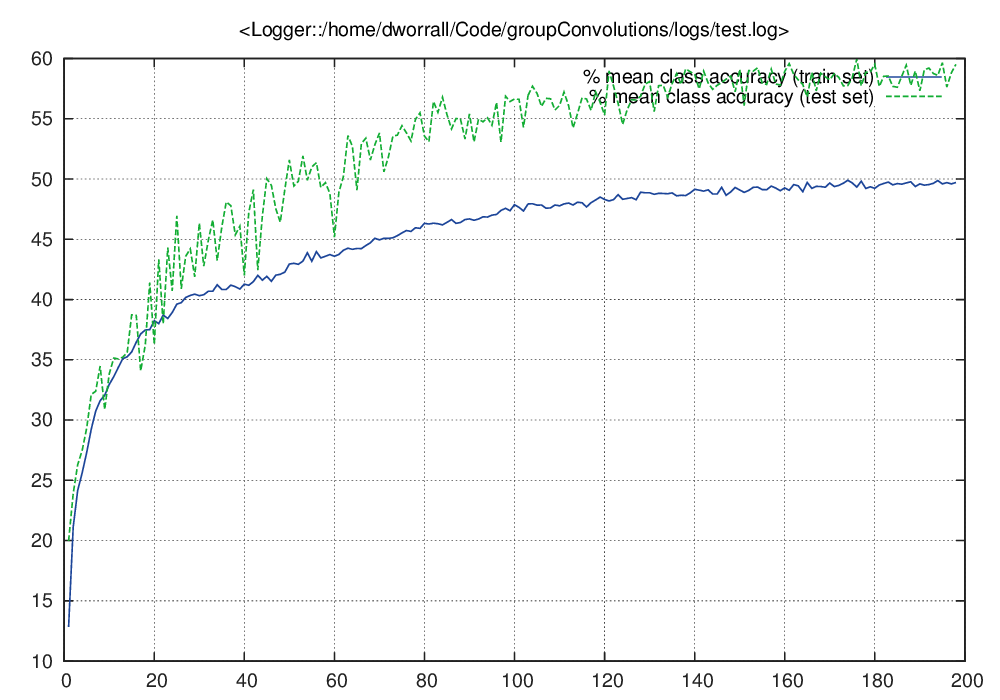 <Logger::/home/dworrall/Code/groupConvolutions/logs/test.log>
60
% mean class accuracy (train set)
% mean class accuracy (test set)
55
50
45
40
35
30
25
20
15
10
0 20 40 60 80 100 120 140 160 180 200